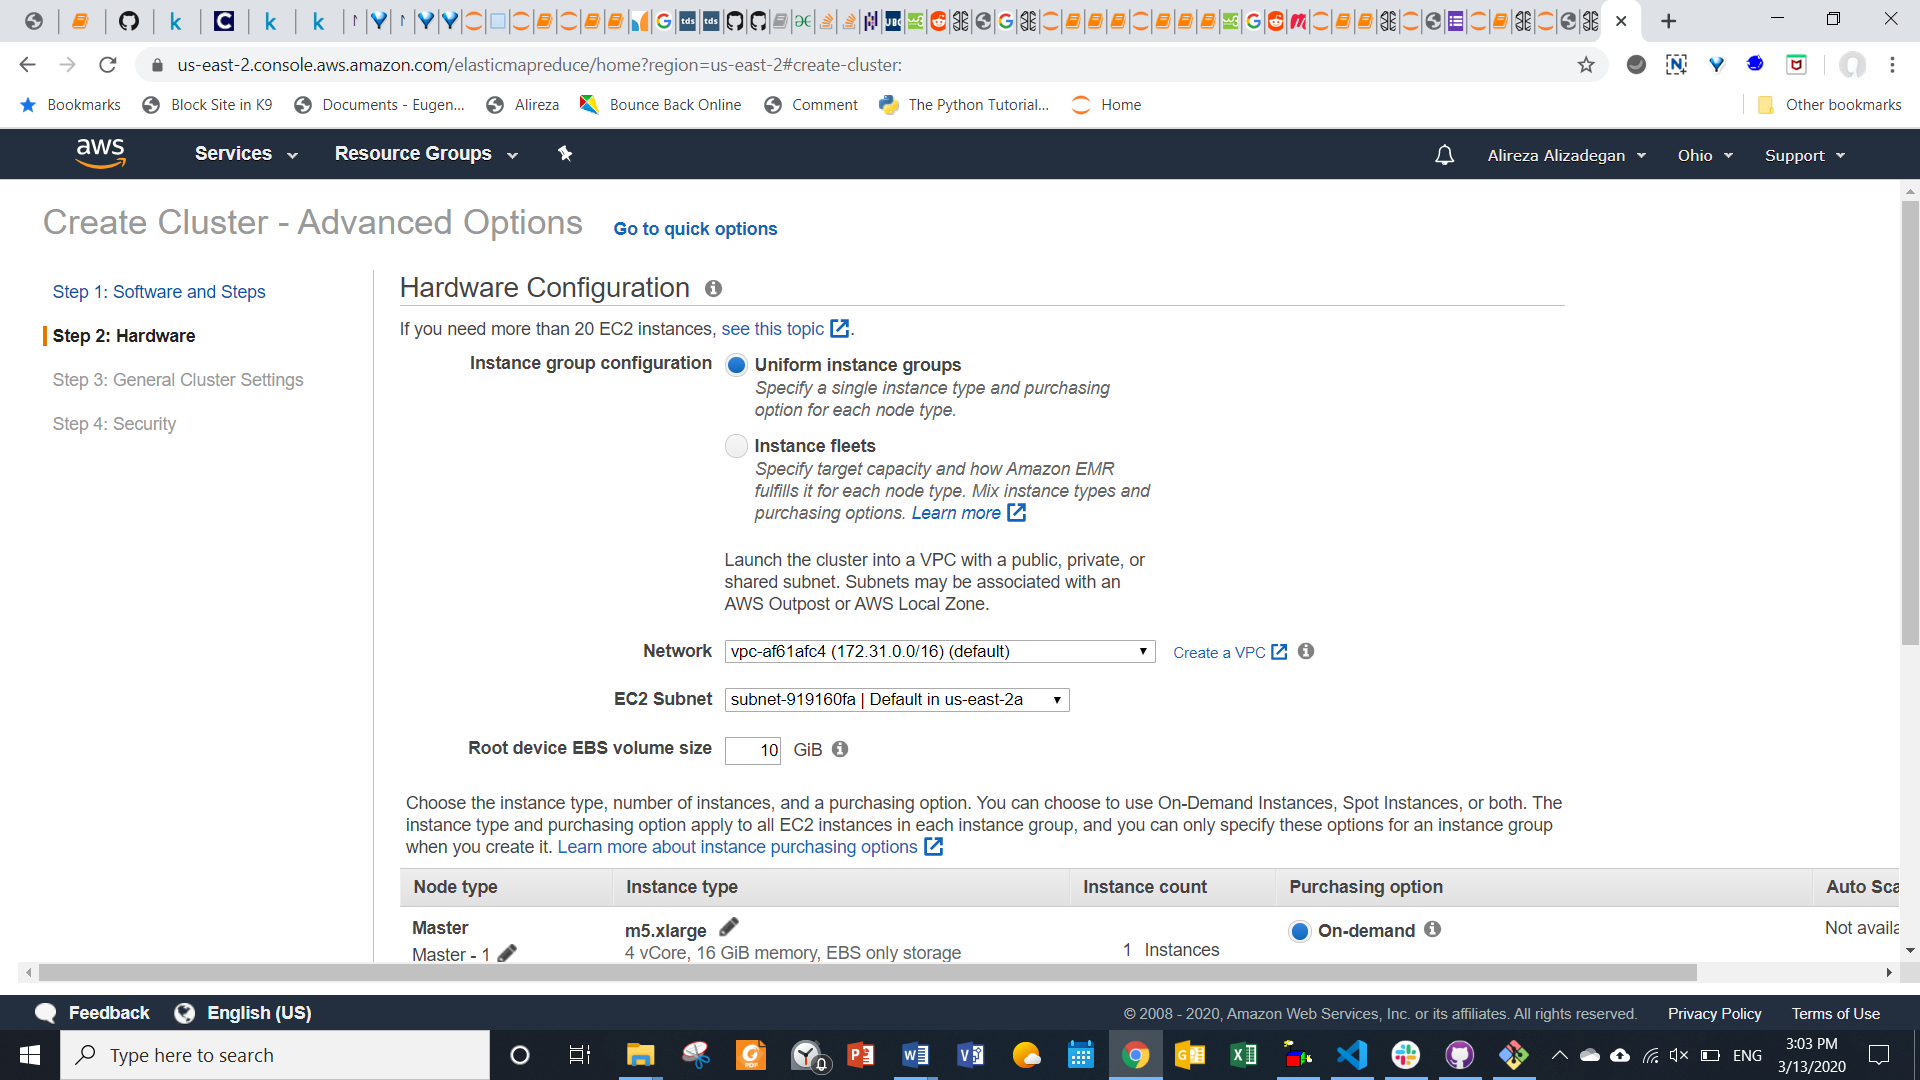 us-east-2.console.aws.amazon.com/elasticmapreduce/home?region=us-east-2#create-cluster:
Bookmarks
Block Site in K9
Documents - Eugen...
Alireza
Bounce Back Online
Comment
The Python Tutorial...
Home
Other bookmarks
aws
Services
Resource Groups
Alireza Alizadegan
Ohio
Support
Create Cluster - Advanced Options
Go to quick options
Step 1: Software and Steps
Step 2: Hardware
Step 3: General Cluster Settings
Step 4: Security
Hardware Configuration
If you need more than 20 EC2 instances, see this topic .
Instance group configuration
Uniform instance groups
Specify a single instance type and purchasing
option for each node type.
Instance fleets
Specify target capacity and how Amazon EMR
fulfills it for each node type. Mix instance types and
purchasing options. Learn more
Launch the cluster into a VPC with a public, private, or
shared subnet. Subnets may be associated with an
AWS Outpost or AWS Local Zone.
Network
vpc-af61afc4 (172.31.0.0/16) (default)
Create a VPC
EC2 Subnet
subnet-919160fa | Default in us-east-2a
Root device EBS volume size
10 GiB
Choose the instance type, number of instances, and a purchasing option. You can choose to use On-Demand Instances, Spot Instances, or both. The
instance type and purchasing option apply to all EC2 instances in each instance group, and you can only specify these options for an instance group
when you create it. Learn more about instance purchasing options
Node type
Instance type
Instance count
Purchasing option
Auto Sca
Master
Master - 1
m5.xlarge
4 vCore, 16 GiB memory, EBS only storage
1 Instances
On-demand
Not availa
Feedback
English (US)
© 2008 - 2020, Amazon Web Services, Inc. or its affiliates. All rights reserved.
Privacy Policy
Terms of Use
Type here to search
ENG
3:03 PM
3/13/2020